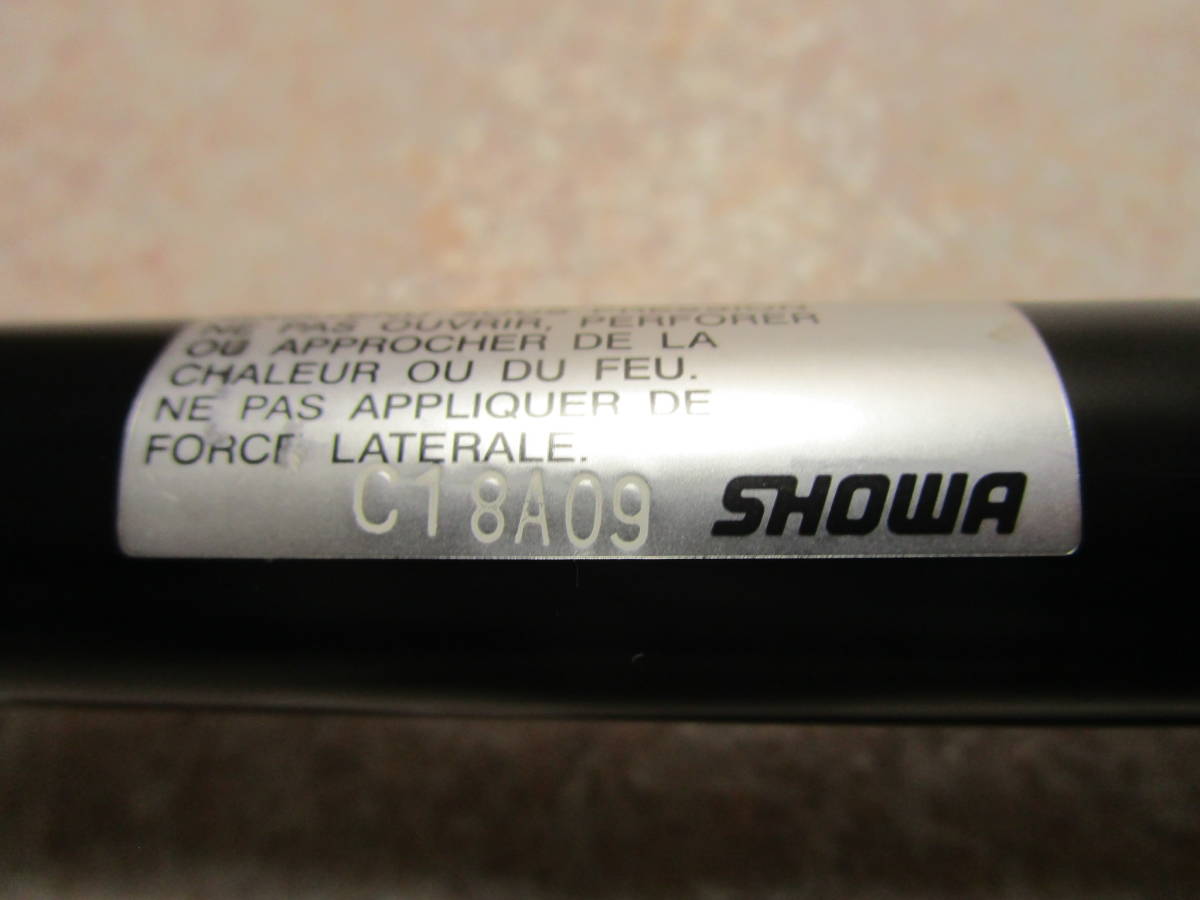 NE PAS OUVRIR, PERFORER
OU APPROCHER DE LA
CHALEUR OU DU FEU.
NE PAS APPLIQUER DE
FORCE LATERALE.
C18A09
SHOWA